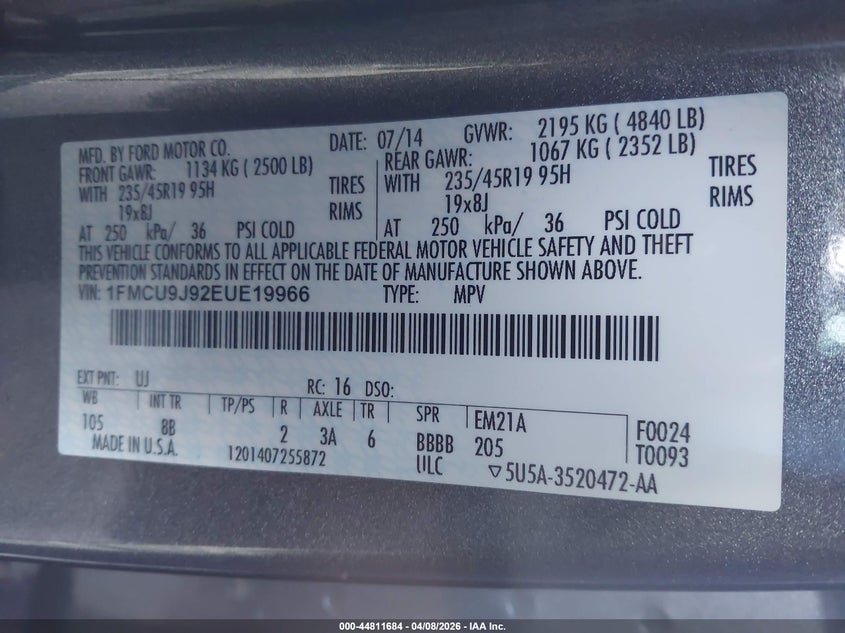 MFD. BY FORD MOTOR CO. DATE: 07/14 GVWR: 2195 KG ( 4840 LB)
FRONT GAWR: 1134 KG ( 2500 LB) REAR GAWR: 1067 KG ( 2352 LB)
WITH 235/45R19 95H TIRES WITH 235/45R19 95H TIRES
19x8J RIMS 19x8J RIMS
AT 250 kPa/ 36 PSI COLD AT 250 kPa/ 36 PSI COLD
THIS VEHICLE CONFORMS TO ALL APPLICABLE FEDERAL MOTOR VEHICLE SAFETY AND THEFT
PREVENTION STANDARDS IN EFFECT ON THE DATE OF MANUFACTURE SHOWN ABOVE.
VIN: 1FMCU9J92EUE19966 TYPE: MPV
EXT PNT: UJ RC: 16 DSO:
WB INT TR TP/PS R AXLE TR SPR EM21A F0024
105 8B 2 3A 6 BBBB 205 T0093
MADE IN U.S.A. 1201407255872 ULC ▽5U5A-3520472-AA
000-44811684 - 04/08/2026 - IAA Inc.